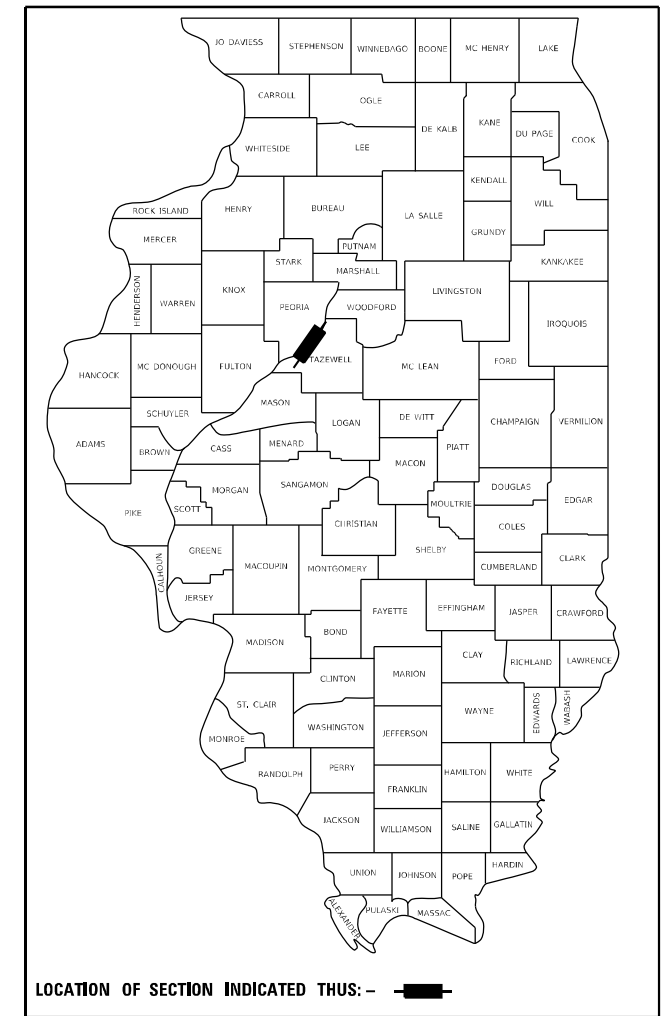 JO DAVIESS
STEPHENSON
WINNEBAGO
BOONE
MC HENRY
LAKE
CARROLL
OGLE
DE KALB
KANE
DU PAGE
COOK
WHITESIDE
LEE
KENDALL
WILL
ROCK ISLAND
HENRY
BUREAU
LA SALLE
GRUNDY
MERCER
PUTNAM
STARK
MARSHALL
KANKAKEE
HENDERSON
WARREN
KNOX
PEORIA
WOODFORD
LIVINGSTON
IROQUOIS
HANCOCK
MC DONOUGH
FULTON
TAZEWELL
MC LEAN
FORD
MASON
SCHUYLER
LOGAN
DE WITT
CHAMPAIGN
VERMILION
ADAMS
BROWN
CASS
MENARD
PIATT
MACON
PIKE
SCOTT
MORGAN
SANGAMON
MOULTRIE
DOUGLAS
EDGAR
CHRISTIAN
COLES
CALHOUN
GREENE
MACOUPIN
MONTGOMERY
SHELBY
CUMBERLAND
CLARK
JERSEY
FAYETTE
EFFINGHAM
JASPER
CRAWFORD
MADISON
BOND
CLAY
RICHLAND
LAWRENCE
CLINTON
MARION
ST. CLAIR
WAYNE
EDWARDS
WABASH
MONROE
WASHINGTON
JEFFERSON
RANDOLPH
PERRY
HAMILTON
WHITE
FRANKLIN
JACKSON
WILLIAMSON
SALINE
GALLATIN
UNION
JOHNSON
POPE
HARDIN
ALEXANDER
PULASKI
MASSAC
LOCATION OF SECTION INDICATED THUS: –